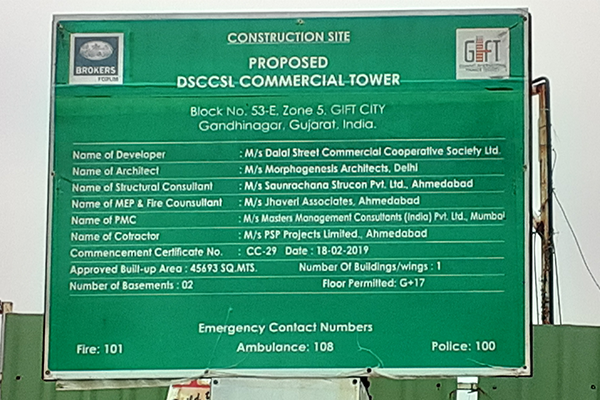 CONSTRUCTION SITE
BROKERS
FORUM
GIFT
PROPOSED
DSCCSL COMMERCIAL TOWER
Block No. 53-E, Zone 5, GIFT CITY
Gandhinagar, Gujarat, India.
Name of Developer : M/s Dalal Street Commercial Cooperative Society Ltd.
Name of Architect : M/s Morphogenesis Architects, Delhi
Name of Structural Consultant : M/s Saunrachana Strucon Pvt. Ltd., Ahmedabad
Name of MEP & Fire Counsultant : M/s Jhaveri Associates, Ahmedabad
Name of PMC : M/s Masters Management Consultants (India) Pvt. Ltd., Mumbai
Name of Cotractor : M/s PSP Projects Limited., Ahmedabad
Commencement Certificate No. : CC-29 Date : 18-02-2019
Approved Built-up Area : 45693 SQ.MTS. Number Of Buildings/wings : 1
Number of Basements : 02 Floor Permited: G+17
Emergency Contact Numbers
Fire: 101 Ambulance: 108 Police: 100